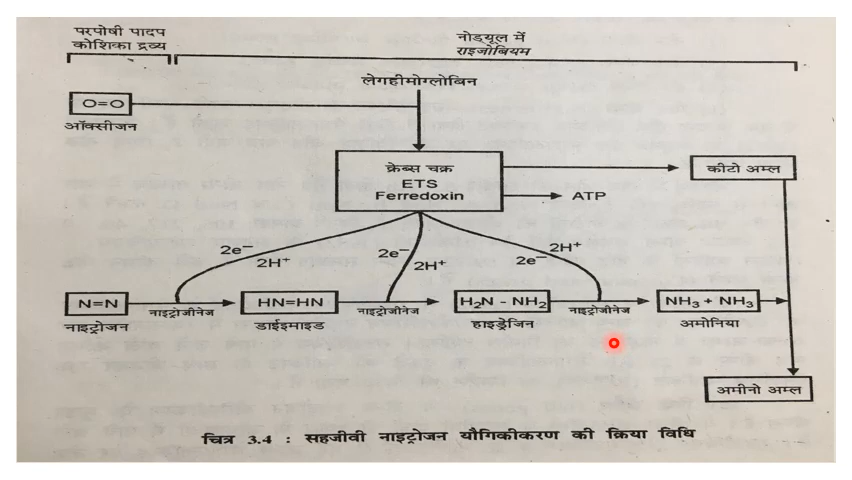 परपोषी पादप
कोशिका द्रव्य
नोड्यूल में
राइजोबियम
लेगहीमोग्लोबिन
O=O
ऑक्सीजन
क्रेब्स चक्र
ETS
Ferredoxin
कीटो अम्ल
ATP
2e⁻
2H⁺
2e⁻
2H⁺
2H⁺
2e⁻
N=N
नाइट्रोजीनेज
HN=HN
नाइट्रोजीनेज
H₂N - NH₂
नाइट्रोजीनेज
NH₃ + NH₃
नाइट्रोजन
डाईइमाइड
हाइड्रेजिन
अमोनिया
अमीनो अम्ल
चित्र 3.4 : सहजीवी नाइट्रोजन यौगिकीकरण की क्रिया विधि